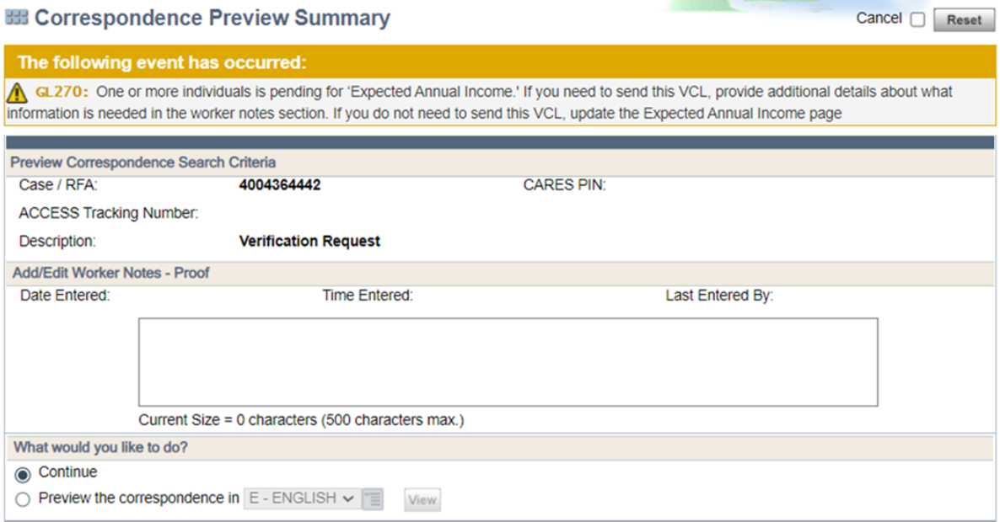 Correspondence Preview Summary
Cancel
Reset
The following event has occurred:
GL270: One or more individuals is pending for ‘Expected Annual Income.' If you need to send this VCL, provide additional details about what
information is needed in the worker notes section. If you do not need to send this VCL, update the Expected Annual Income page
Preview Correspondence Search Criteria
Case / RFA: 4004364442 CARES PIN:
ACCESS Tracking Number:
Description: Verification Request
Add/Edit Worker Notes - Proof
Date Entered: Time Entered: Last Entered By:
Current Size = 0 characters (500 characters max.)
What would you like to do?
Continue
Preview the correspondence in E - ENGLISH View